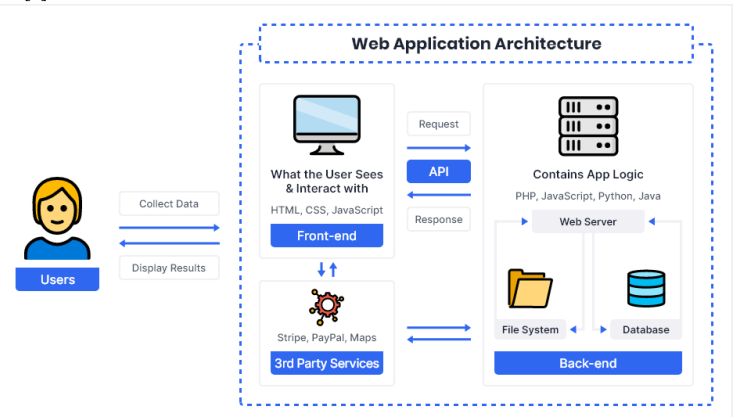 Web Application Architecture
Request
API
Response
What the User Sees
& Interact with
HTML, CSS, JavaScript
Front-end
Contains App Logic
PHP, JavaScript, Python, Java
Web Server
File System
Database
Back-end
Collect Data
Display Results
Users
Stripe, PayPal, Maps
3rd Party Services